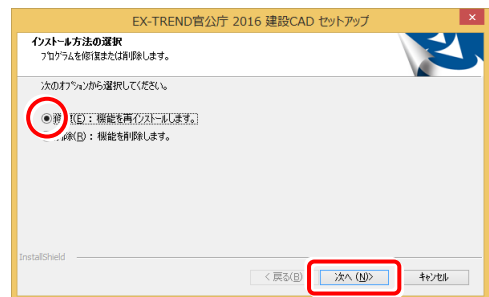 EX-TREND官公庁 2016 建設CAD セットアップ
インストール方法の選択
プログラムを修復または削除します。
次のオプションから選択してください。
(E)：機能を再インストールします。
除(R)：機能を削除します。
InstallShield
< 戻る(B)
次へ (N)>
キャンセル